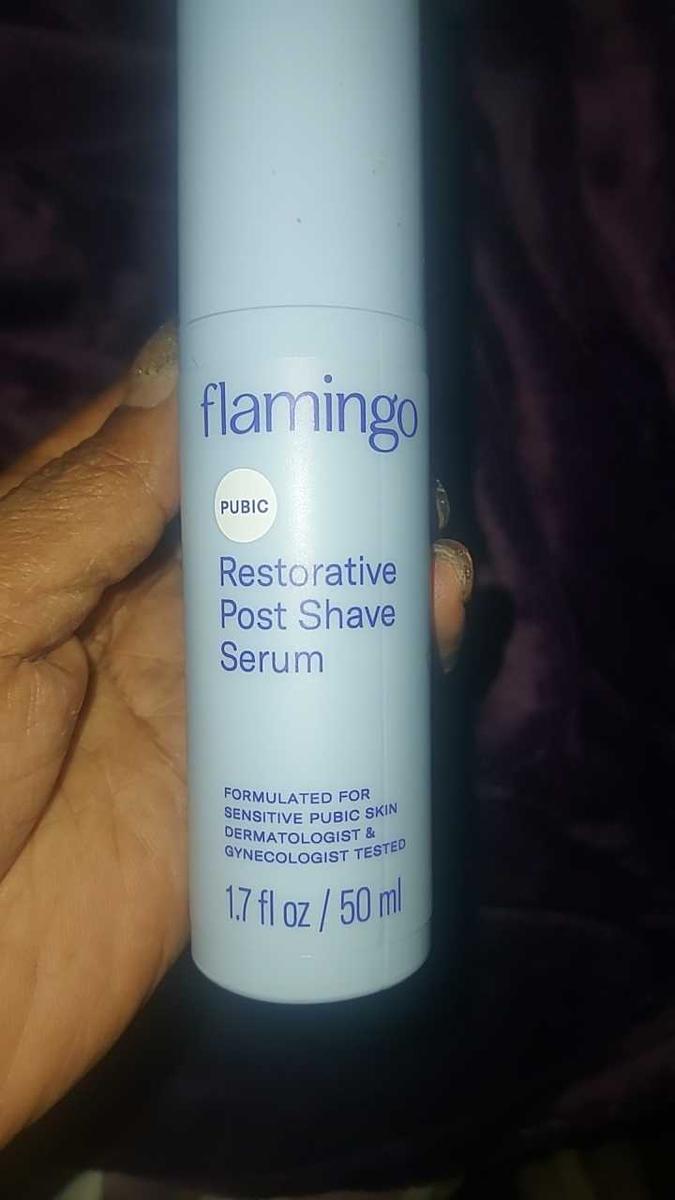 flamingo
PUBIC
Restorative
Post Shave
Serum
FORMULATED FOR
SENSITIVE PUBIC SKIN
DERMATOLOGIST &
GYNECOLOGIST TESTED
1.7 fl oz / 50 ml